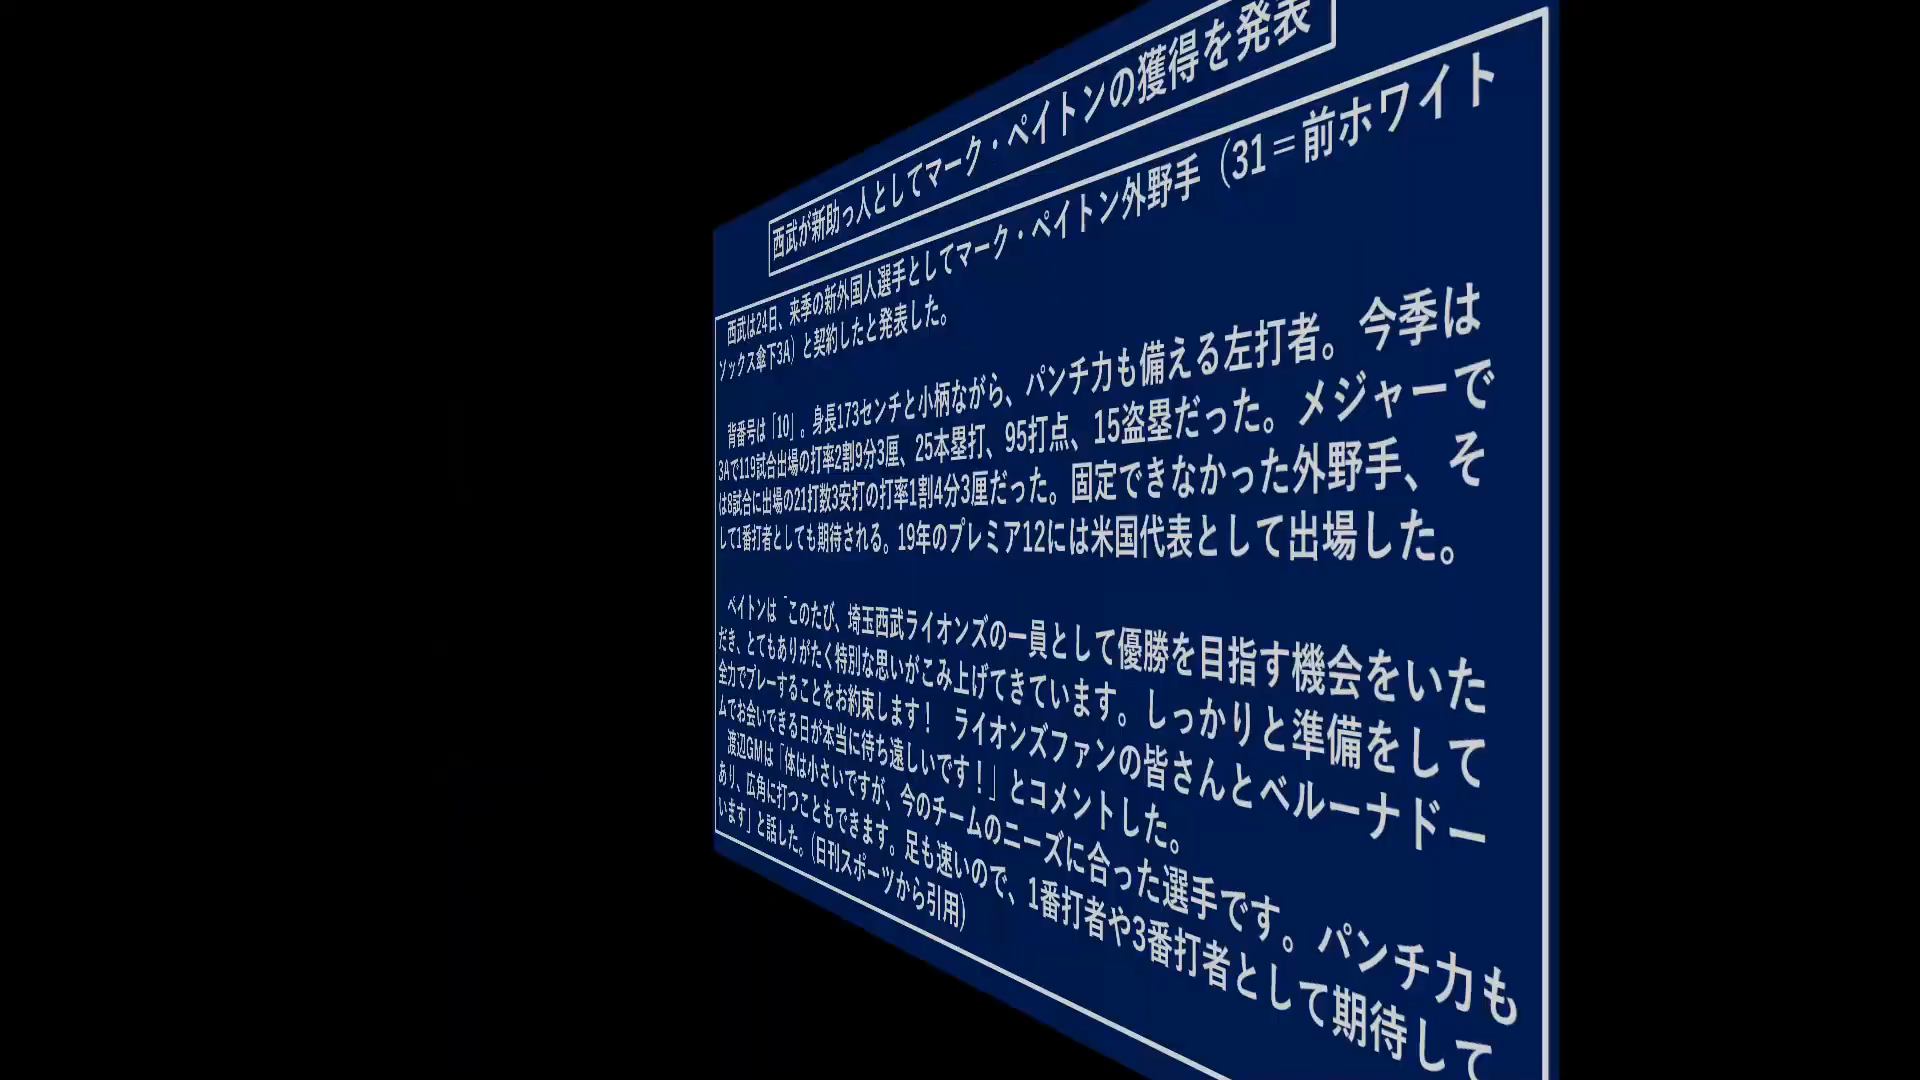 西武が新助っ人としてマーク・ペイトンの獲得を発表
西武は24日、来季の新外国人選手としてマーク・ペイトン外野手（31＝前ホワイト
ソックス傘下3A）と契約したと発表した。
背番号は「10」。身長173センチと小柄ながら、パンチ力も備える左打者。今季は
3Aで119試合出場の打率2割9分3厘、25本塁打、95打点、15盗塁だった。メジャーで
は8試合に出場の21打数3安打の打率1割4分3厘だった。固定できなかった外野手、そ
して1番打者としても期待される。19年のプレミア12には米国代表として出場した。
ペイトンは「このたび、埼玉西武ライオンズの一員として優勝を目指す機会をいた
だき、とてもありがたく特別な思いがこみ上げてきています。しっかりと準備をして
全力でプレーすることをお約束します！　ライオンズファンの皆さんとベルーナドー
ムでお会いできる日が本当に待ち遠しいです！」とコメントした。
渡辺GMは「体は小さいですが、今のチームのニーズに合った選手です。パンチ力も
あり、広角に打つこともできます。足も速いので、1番打者や3番打者として期待して
います」と話した。（日刊スポーツから引用）